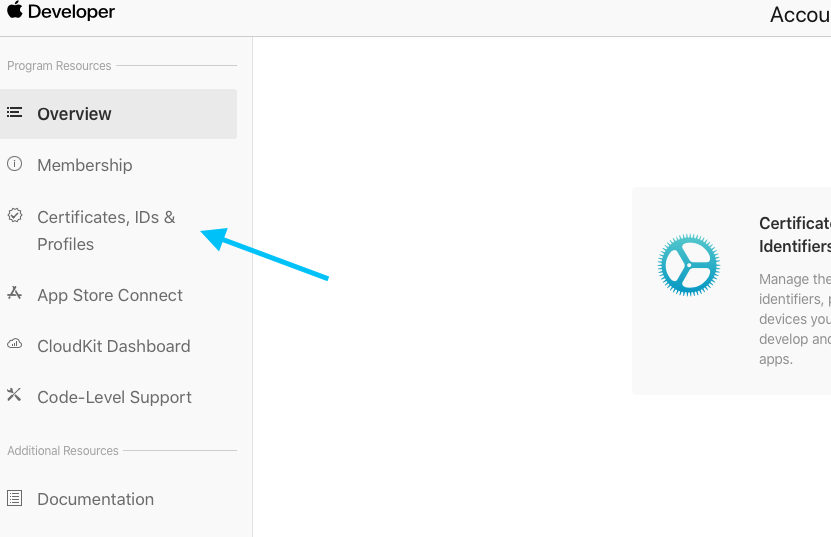 Developer
Accou
Program Resources
Overview
Membership
Certificates, IDs &
Profiles
App Store Connect
CloudKit Dashboard
Code-Level Support
Additional Resources
Documentation
Certificate
Identifiers
Manage the
identifiers, p
devices you
develop and
apps.